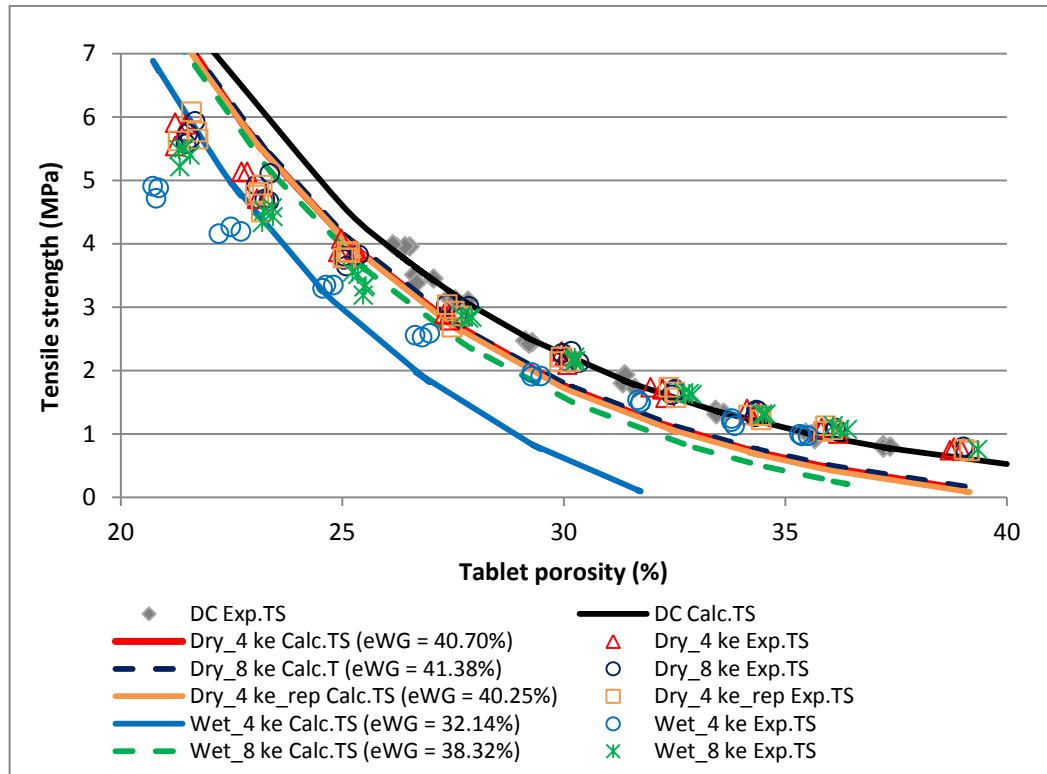 7
6
5
4
3
2
1
0
Tensile strength (MPa)
20 25 30 35 40
Tablet porosity (%)
DC Exp.TS DC Calc.TS
Dry_4 ke Calc.TS (eWG = 40.70%) Dry_4 ke Exp.TS
Dry_8 ke Calc.T (eWG = 41.38%) Dry_8 ke Exp.TS
Dry_4 ke_rep Calc.TS (eWG = 40.25%) Dry_4 ke_rep Exp.TS
Wet_4 ke Calc.TS (eWG = 32.14%) Wet_4 ke Exp.TS
Wet_8 ke Calc.TS (eWG = 38.32%) Wet_8 ke Exp.TS